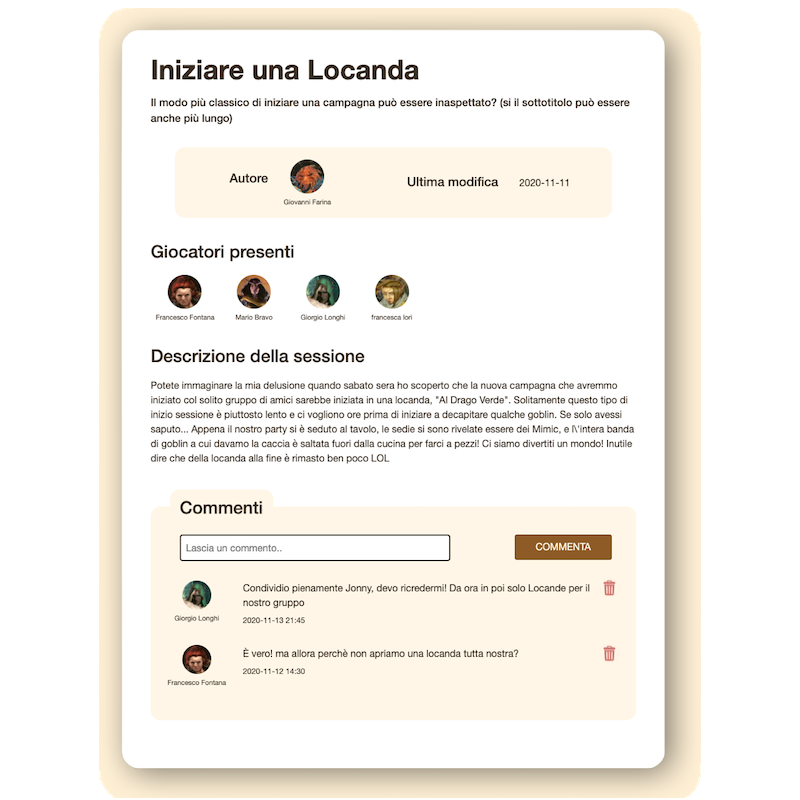 Iniziare una Locanda
Il modo più classico di iniziare una campagna può essere inaspettato? (si il sottotitolo può essere
anche più lungo)
Autore
Giovanni Farina
Ultima modifica 2020-11-11
Giocatori presenti
Francesco Fontana Mario Bravo Giorgio Longhi francesca Iori
Descrizione della sessione
Potete immaginare la mia delusione quando sabato sera ho scoperto che la nuova campagna che avremmo
iniziato col solito gruppo di amici sarebbe iniziata in una locanda, "Al Drago Verde". Solitamente questo tipo di
inizio sessione è piuttosto lento e ci vogliono ore prima di iniziare a decapitare qualche goblin. Se solo avessi
saputo... Appena il nostro party si è seduto al tavolo, le sedie si sono rivelate essere dei Mimic, e l\'intera banda
di goblin a cui davamo la caccia è saltata fuori dalla cucina per farci a pezzi! Ci siamo divertiti un mondo! Inutile
dire che della locanda alla fine è rimasto ben poco LOL
Commenti
Lascia un commento..
COMMENTA
Giorgio Longhi
Condividio pienamente Jonny, devo ricredermi! Da ora in poi solo Locande per il
nostro gruppo
2020-11-13 21:45
Francesco Fontana
È vero! ma allora perchè non apriamo una locanda tutta nostra?
2020-11-12 14:30